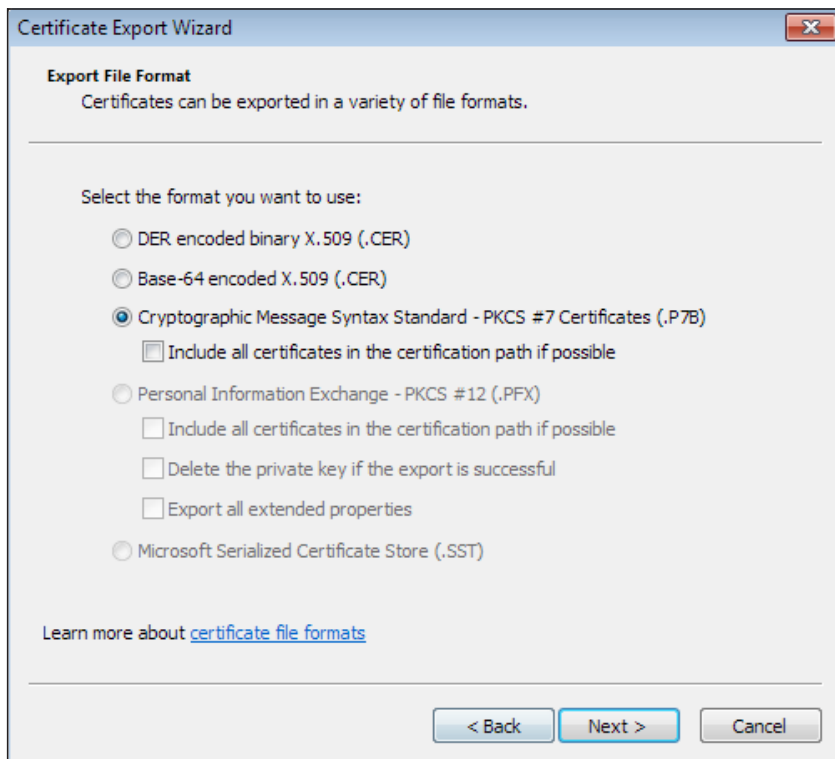 Certificate Export Wizard
Export File Format
Certificates can be exported in a variety of file formats.
Select the format you want to use:
DER encoded binary X.509 (.CER)
Base-64 encoded X.509 (.CER)
Cryptographic Message Syntax Standard - PKCS #7 Certificates (.P7B)
Include all certificates in the certification path if possible
Personal Information Exchange - PKCS #12 (.PFX)
Include all certificates in the certification path if possible
Delete the private key if the export is successful
Export all extended properties
Microsoft Serialized Certificate Store (.SST)
Learn more about certificate file formats
< Back Next > Cancel